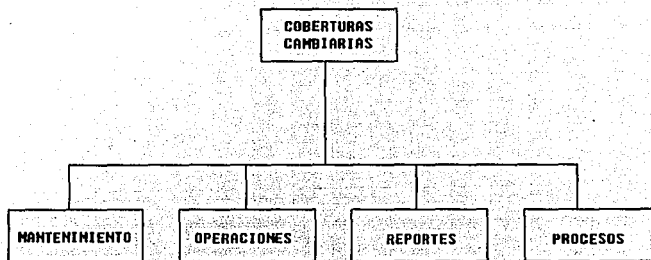 COBERTURAS
CAMBIARIAS
MANTENIMIENTO
OPERACIONES
REPORTES
PROCESOS